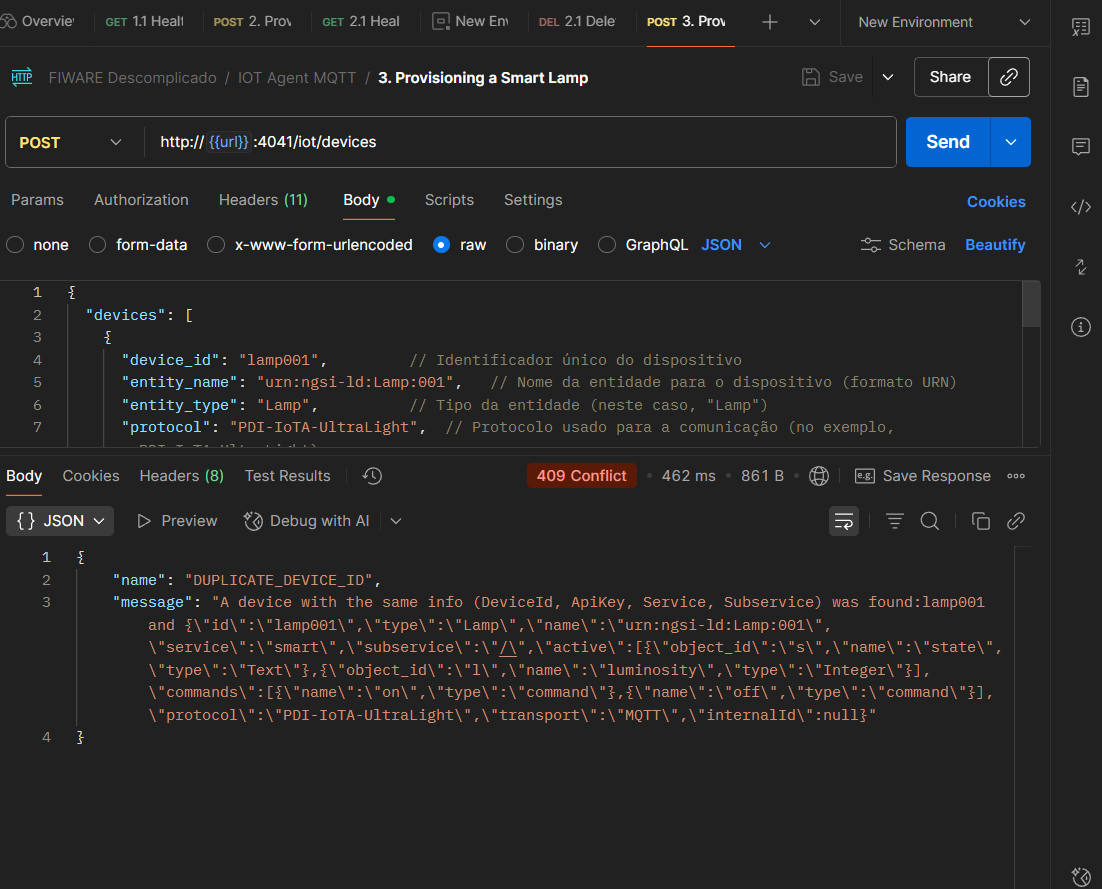 Overvie
GET 1.1 Healt
POST 2. Prov
GET 2.1 Heal
New En
DEL 2.1 Dele
POST 3. Prov
New Environment
HTTP FIWARE Descomplicado / IOT Agent MQTT / 3. Provisioning a Smart Lamp
Save
Share
POST
http:// {{url}} :4041/iot/devices
Send
Params Authorization Headers (11) Body Scripts Settings
Cookies
none form-data x-www-form-urlencoded raw binary GraphQL JSON
Schema Beautify
1 {
2 "devices": [
3 {
4 "device_id": "lamp001", // Identificador único do dispositivo
5 "entity_name": "urn:ngsi-ld:Lamp:001", // Nome da entidade para o dispositivo (formato URN)
6 "entity_type": "Lamp", // Tipo da entidade (neste caso, "Lamp")
7 "protocol": "PDI-IoTA-UltraLight", // Protocolo usado para a comunicação (no exemplo,
PDI-IoTA-UltraLight)
Body Cookies Headers (8) Test Results
409 Conflict • 462 ms • 861 B
e.g. Save Response
{} JSON
Preview
Debug with AI
1 {
2 "name": "DUPLICATE_DEVICE_ID",
3 "message": "A device with the same info (DeviceId, ApiKey, Service, Subservice) was found:lamp001
and {\"id\":\"lamp001\",\"type\":\"Lamp\",\"name\":\"urn:ngsi-ld:Lamp:001\",
\"service\":\"smart\",\"subservice\":\"/\",\"active\":[{\"object_id\":\"s\",\"name\":\"state\",
\"type\":\"Text\"},{\"object_id\":\"l\",\"name\":\"luminosity\",\"type\":\"Integer\"}],
\"commands\":[{\"name\":\"on\",\"type\":\"command\"},{\"name\":\"off\",\"type\":\"command\"}],
\"protocol\":\"PDI-IoTA-UltraLight\",\"transport\":\"MQTT\",\"internalId\":null}"
4 }